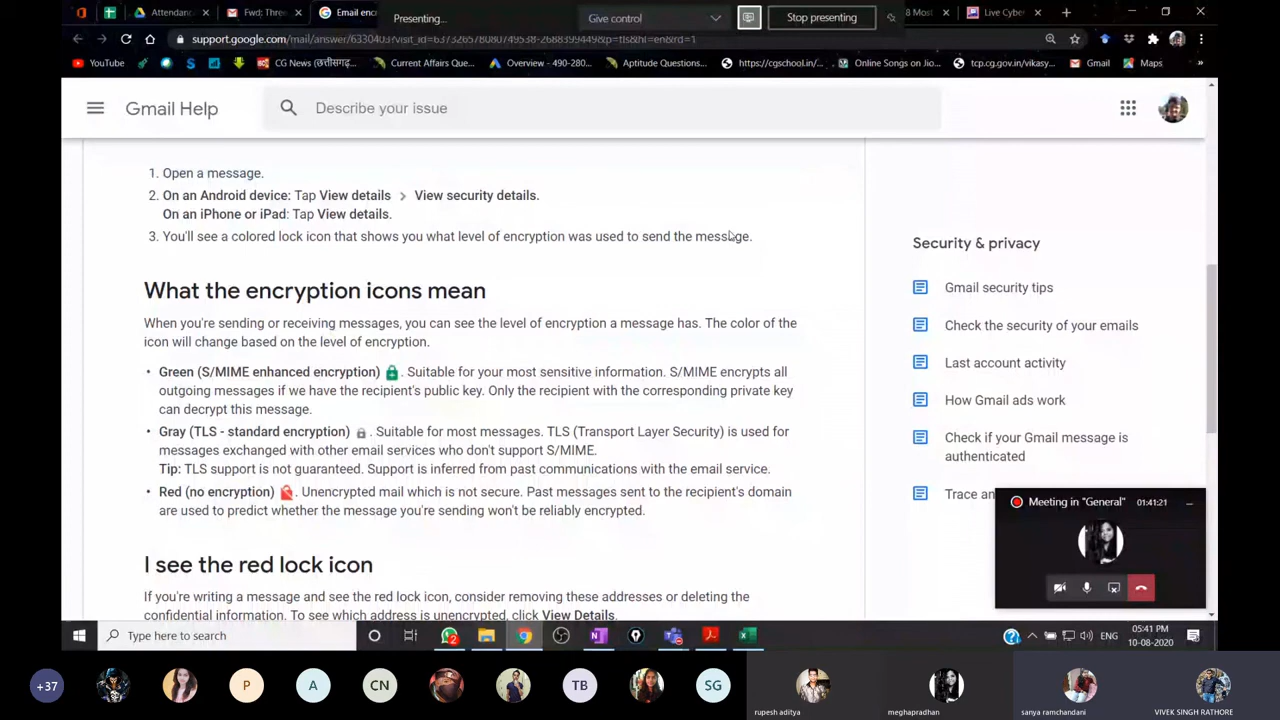 Attendanc
Fwd: Three
Email enc
Presenting...
Give control
Stop presenting
8 Most
Live Cybe
YouTube
CG News (छत्तीसगढ़...
Current Affairs Que...
Overview - 490-280...
Aptitude Questions...
https://cgschool.in/...
Online Songs on Jio...
tcp.cg.gov.in/vikasy...
Gmail
Maps
Gmail Help
Describe your issue
1. Open a message.
2. On an Android device: Tap View details > View security details.
On an iPhone or iPad: Tap View details.
3. You'll see a colored lock icon that shows you what level of encryption was used to send the message.
What the encryption icons mean
When you're sending or receiving messages, you can see the level of encryption a message has. The color of the
icon will change based on the level of encryption.
• Green (S/MIME enhanced encryption) . Suitable for your most sensitive information. S/MIME encrypts all
outgoing messages if we have the recipient's public key. Only the recipient with the corresponding private key
can decrypt this message.
• Gray (TLS - standard encryption) . Suitable for most messages. TLS (Transport Layer Security) is used for
messages exchanged with other email services who don't support S/MIME.
Tip: TLS support is not guaranteed. Support is inferred from past communications with the email service.
• Red (no encryption) . Unencrypted mail which is not secure. Past messages sent to the recipient's domain
are used to predict whether the message you're sending won't be reliably encrypted.
I see the red lock icon
If you're writing a message and see the red lock icon, consider removing these addresses or deleting the
confidential information. To see which address is unencrypted, click View Details.
Security & privacy
Gmail security tips
Check the security of your emails
Last account activity
How Gmail ads work
Check if your Gmail message is
authenticated
Trace an
Meeting in "General"
01:41:21
Type here to search
ENG
05:41 PM
10-08-2020
+37
P
A
CN
TB
SG
rupesh aditya
meghapradhan
sanya ramchandani
VIVEK SINGH RATHORE